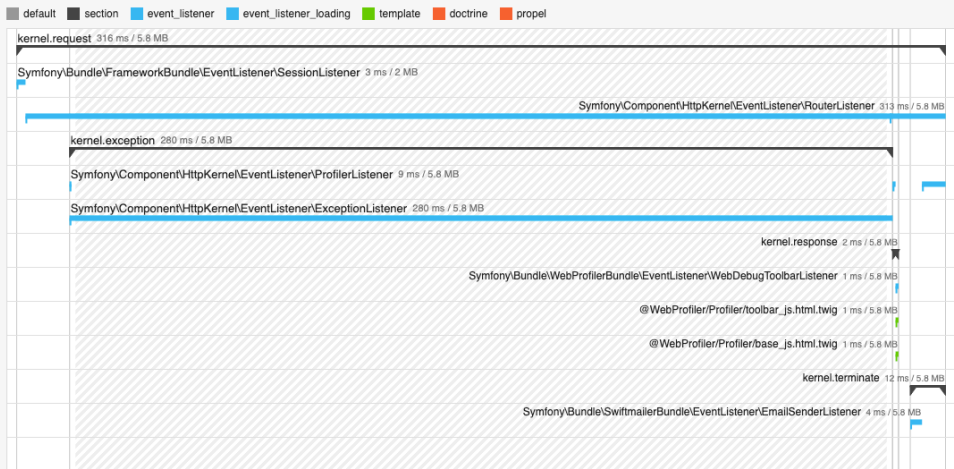 default section event_listener event_listener_loading template doctrine propel
kernel.request 316 ms / 5.8 MB
Symfony\Bundle\FrameworkBundle\EventListener\SessionListener 3 ms / 2 MB
Symfony\Component\HttpKernel\EventListener\RouterListener 313 ms / 5.8 MB
kernel.exception 280 ms / 5.8 MB
Symfony\Component\HttpKernel\EventListener\ProfilerListener 9 ms / 5.8 MB
Symfony\Component\HttpKernel\EventListener\ExceptionListener 280 ms / 5.8 MB
kernel.response 2 ms / 5.8 MB
Symfony\Bundle\WebProfilerBundle\EventListener\WebDebugToolbarListener 1 ms / 5.8 MB
@WebProfiler/Profiler/toolbar_js.html.twig 1 ms / 5.8 MB
@WebProfiler/Profiler/base_js.html.twig 1 ms / 5.8 MB
kernel.terminate 12 ms / 5.8 MB
Symfony\Bundle\SwiftmailerBundle\EventListener\EmailSenderListener 4 ms / 5.8 MB